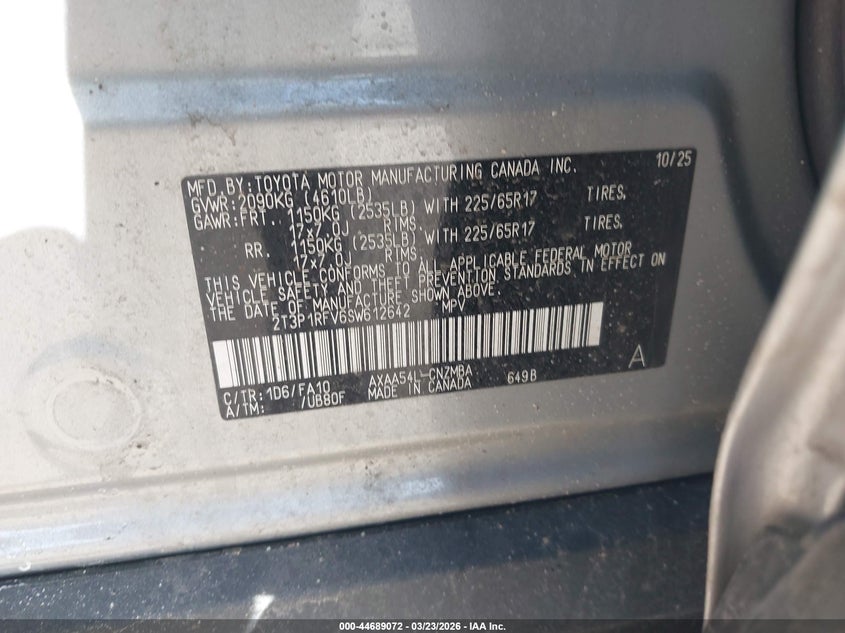 MFD. BY: TOYOTA MOTOR MANUFACTURING CANADA INC. 10/25
GVWR: 2090KG (4610LB)
GAWR: FRT. 1150KG (2535LB) WITH 225/65R17 TIRES,
17x7.0J RIMS.
RR. 1150KG (2535LB) WITH 225/65R17 TIRES,
17x7.0J RIMS.
THIS VEHICLE CONFORMS TO ALL APPLICABLE FEDERAL MOTOR
VEHICLE SAFETY AND THEFT PREVENTION STANDARDS IN EFFECT ON
THE DATE OF MANUFACTURE SHOWN ABOVE.
2T3P1RFV6SW612642 MPV
C/TR: 1D6/FA10 AXAA54L-CNZMBA 649B A
A/TM: /UB80F MADE IN CANADA
000-44689072 — 03/23/2026 — IAA Inc.